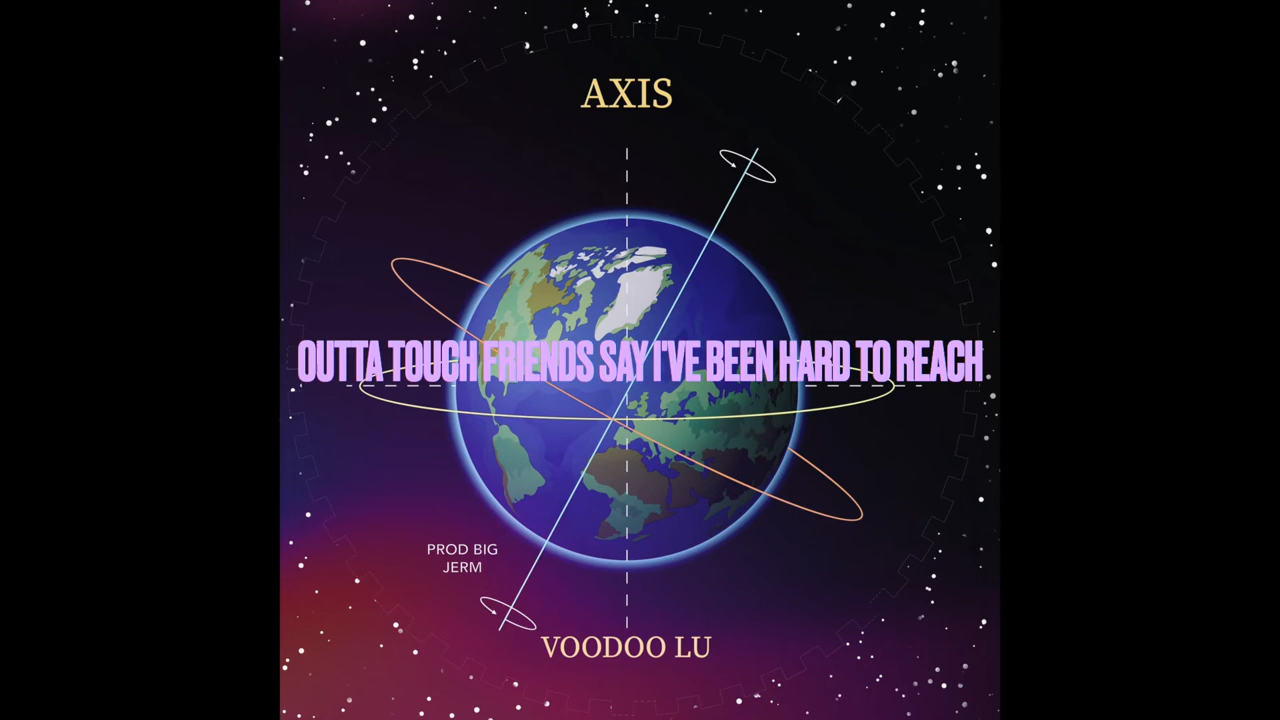 AXIS
OUTTA TOUCH FRIENDS SAY I'VE BEEN HARD TO REACH
PROD BIG
JERM
VOODOO LU